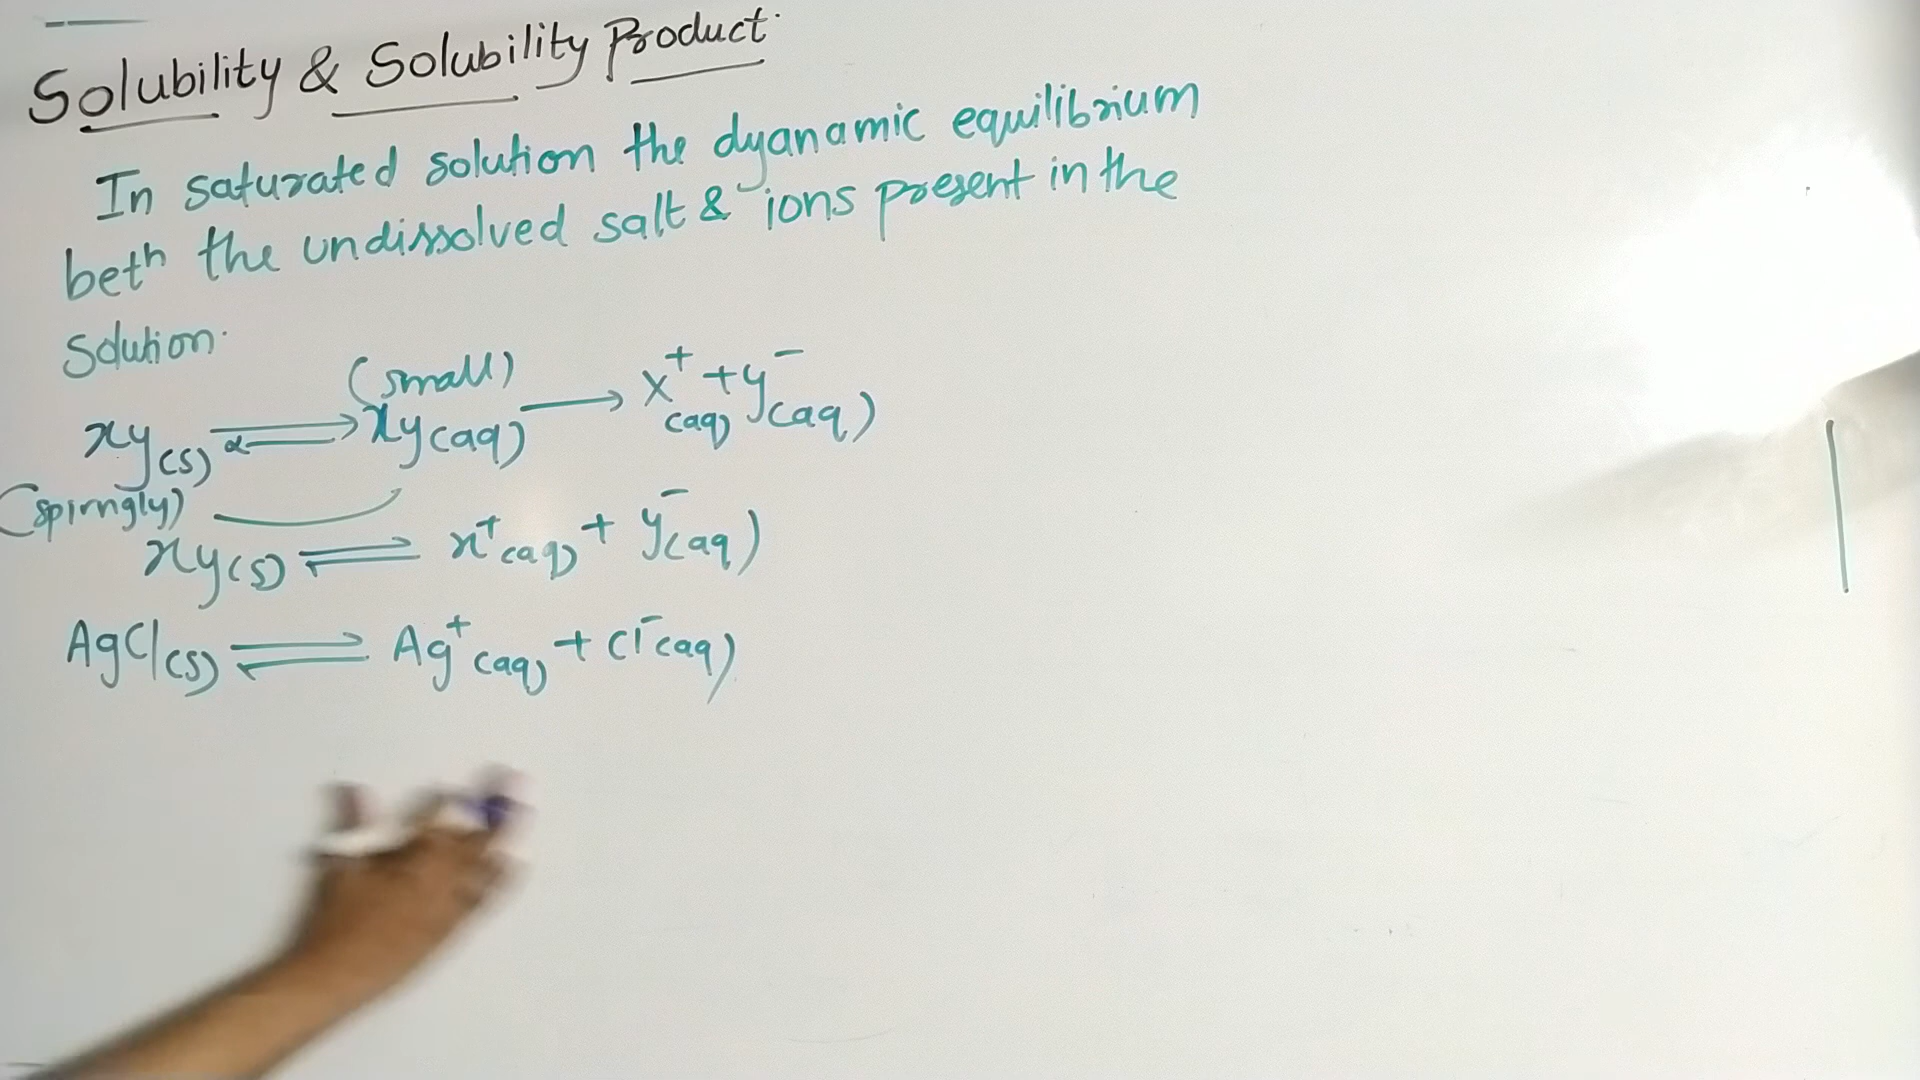 Solubility & Solubility Product.
In saturated solution the dyanamic equilibrium
betⁿ the undissolved salt & ions present in the
Solution.
(small)
xy(s) ⇌ xy(aq) → x⁺(aq) + y⁻(aq)
(spirngly)
xy(s) ⇌ x⁺(aq) + y⁻(aq)
AgCl(s) ⇌ Ag⁺(aq) + Cl⁻(aq)